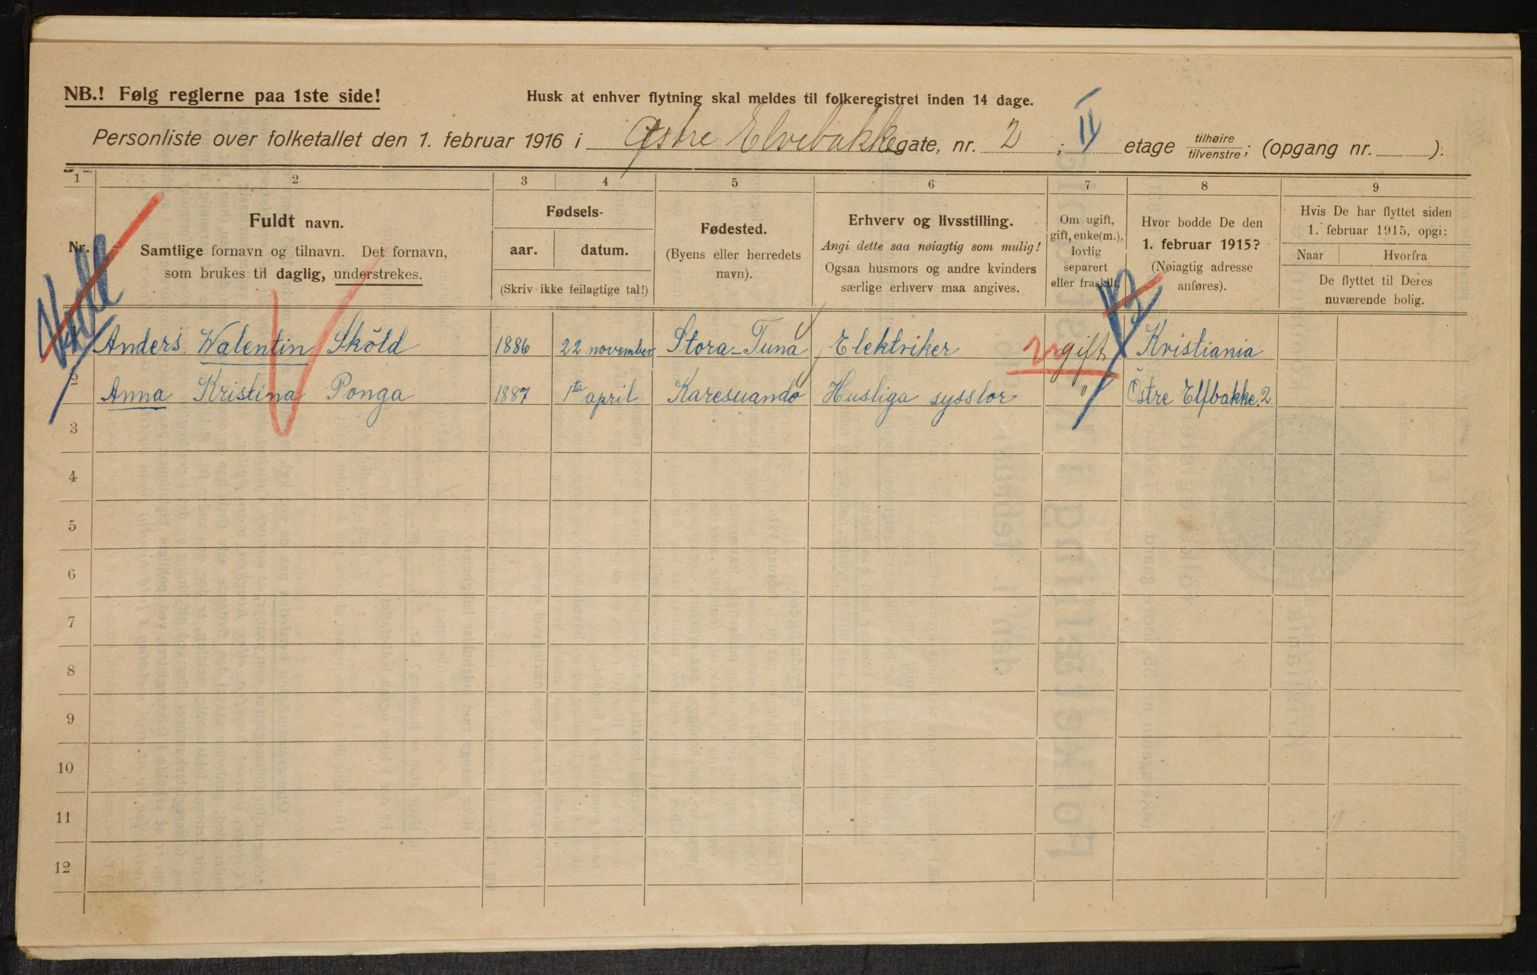 NB.! Følg reglerne paa 1ste side!
Husk at enhver flytning skal meldes til folkeregistret inden 14 dage.
Personliste over folketallet den 1. februar 1916 i Østre Elvebakkegate, nr. 2 ; II etage tilhøire tilvenstre; (opgang nr. ).
1 2 3 4 5 6 7 8 9
Nr.
Fuldt navn.
Samtlige fornavn og tilnavn. Det fornavn,
som brukes til daglig, understrekes.
Fødsels-
aar. datum.
(Skriv ikke feilagtige tal!)
Fødested.
(Byens eller herredets
navn).
Erhverv og livsstilling.
Angi dette saa nøiagtig som mulig!
Ogsaa husmors og andre kvinders
særlige erhverv maa angives.
Om ugift,
gift, enke(m.),
lovlig
separert
eller fraskilt.
Hvor bodde De den
1. februar 1915?
(Nøiagtig adresse
anføres).
Hvis De har flyttet siden
1. februar 1915, opgi:
Naar Hvorfra
De flyttet til Deres
nuværende bolig.
Anders Walentin Sköld 1886 22 november Stora-Tuna Elektriker gift Kristiania
2 Anna Kristina Ponga 1887 1sta april Karesuando Husliga sysslor " Östre Elfbakke. 2
3
4
5
6
7
8
9
10
11
12